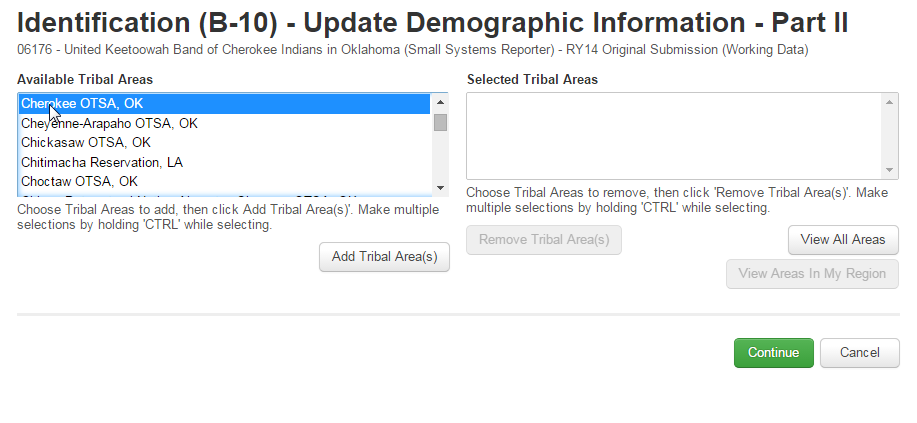 Identification (B-10) - Update Demographic Information - Part II
06176 - United Keetoowah Band of Cherokee Indians in Oklahoma (Small Systems Reporter) - RY14 Original Submission (Working Data)
Available Tribal Areas
Cherokee OTSA, OK
Cheyenne-Arapaho OTSA, OK
Chickasaw OTSA, OK
Chitimacha Reservation, LA
Choctaw OTSA, OK
Choose Tribal Areas to add, then click Add Tribal Area(s)'. Make multiple
selections by holding 'CTRL' while selecting.
Add Tribal Area(s)
Selected Tribal Areas
Choose Tribal Areas to remove, then click 'Remove Tribal Area(s)'. Make
multiple selections by holding 'CTRL' while selecting.
Remove Tribal Area(s)
View All Areas
View Areas In My Region
Continue
Cancel